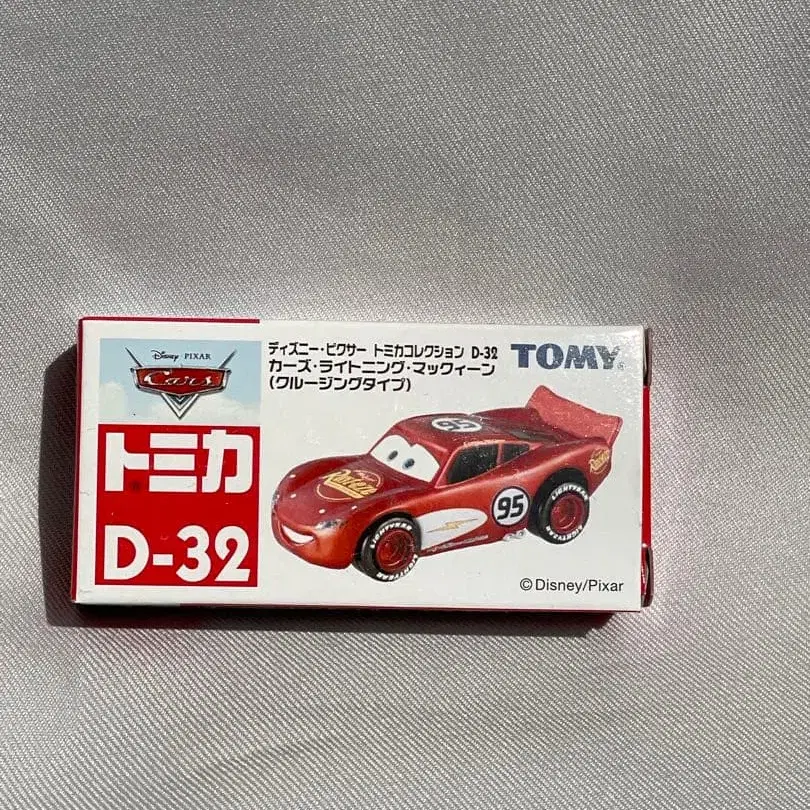 Disney PIXAR
Cars
トミカ
D-32
ディズニー・ピクサー トミカコレクション D-32
カーズ・ライトニング・マックィーン
(クルージングタイプ)
TOMY
95
95
LIGHTYEAR
LIGHTYEAR
©Disney/Pixar